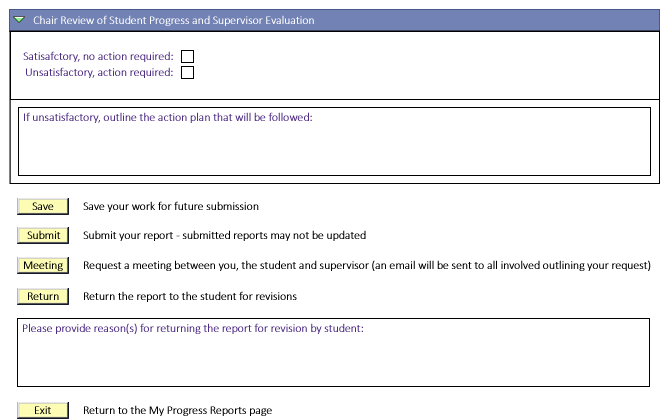 Chair Review of Student Progress and Supervisor Evaluation
Satisafctory, no action required:
Unsatisfactory, action required:
If unsatisfactory, outline the action plan that will be followed:
Save Save your work for future submission
Submit Submit your report - submitted reports may not be updated
Meeting Request a meeting between you, the student and supervisor (an email will be sent to all involved outlining your request)
Return Return the report to the student for revisions
Please provide reason(s) for returning the report for revision by student:
Exit Return to the My Progress Reports page